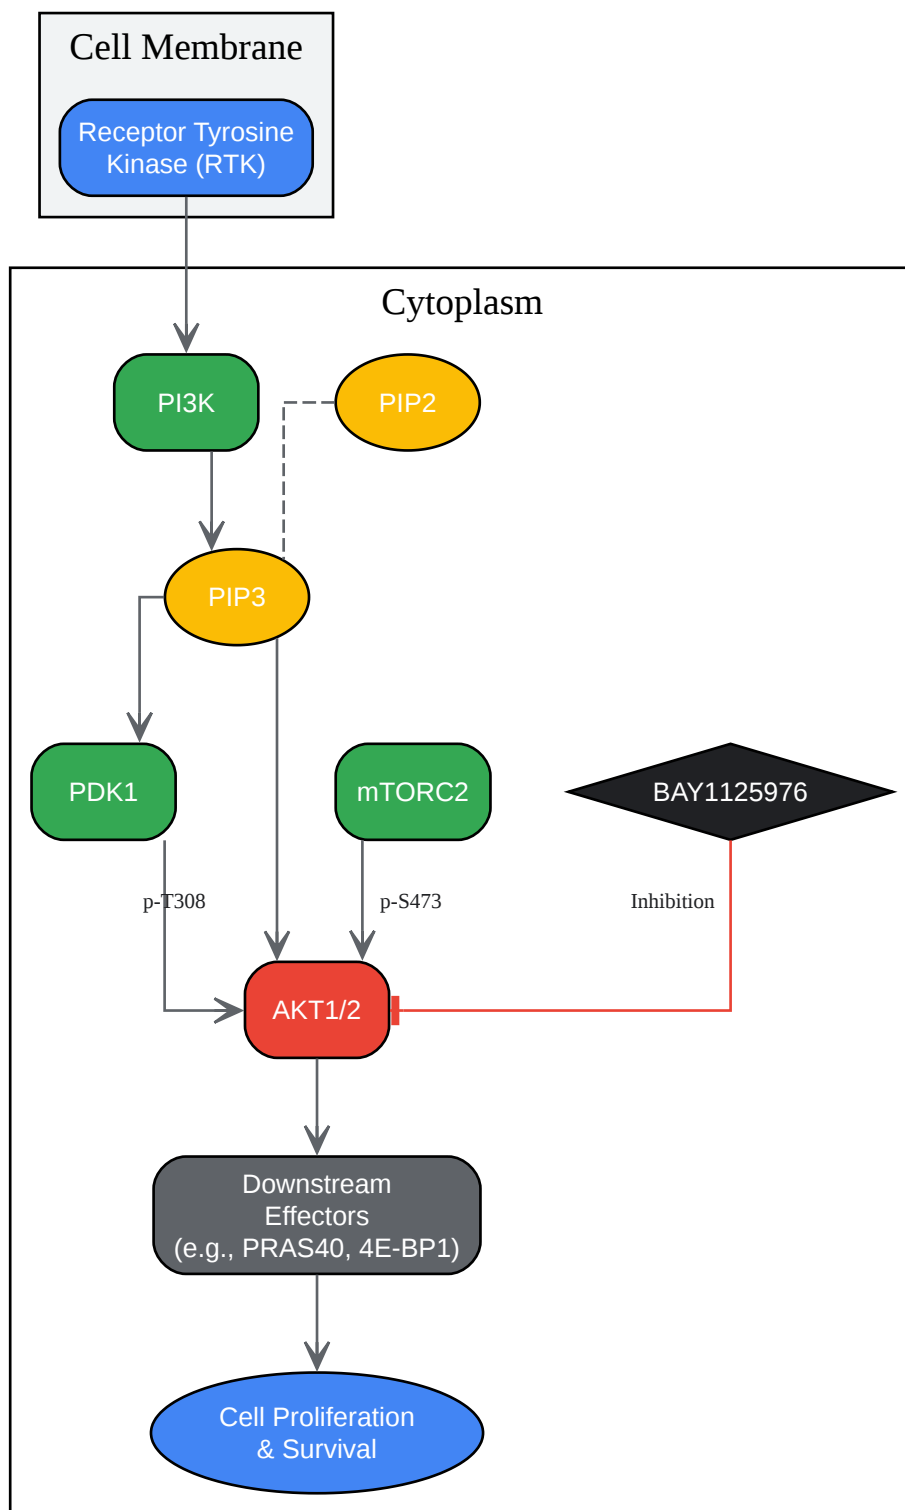 Cell Membrane
Receptor Tyrosine
Kinase (RTK)
Cytoplasm
PI3K
PIP2
PIP3
PDK1
mTORC2
BAY1125976
p-T308
p-S473
Inhibition
AKT1/2
Downstream
Effectors
(e.g., PRAS40, 4E-BP1)
Cell Proliferation
& Survival